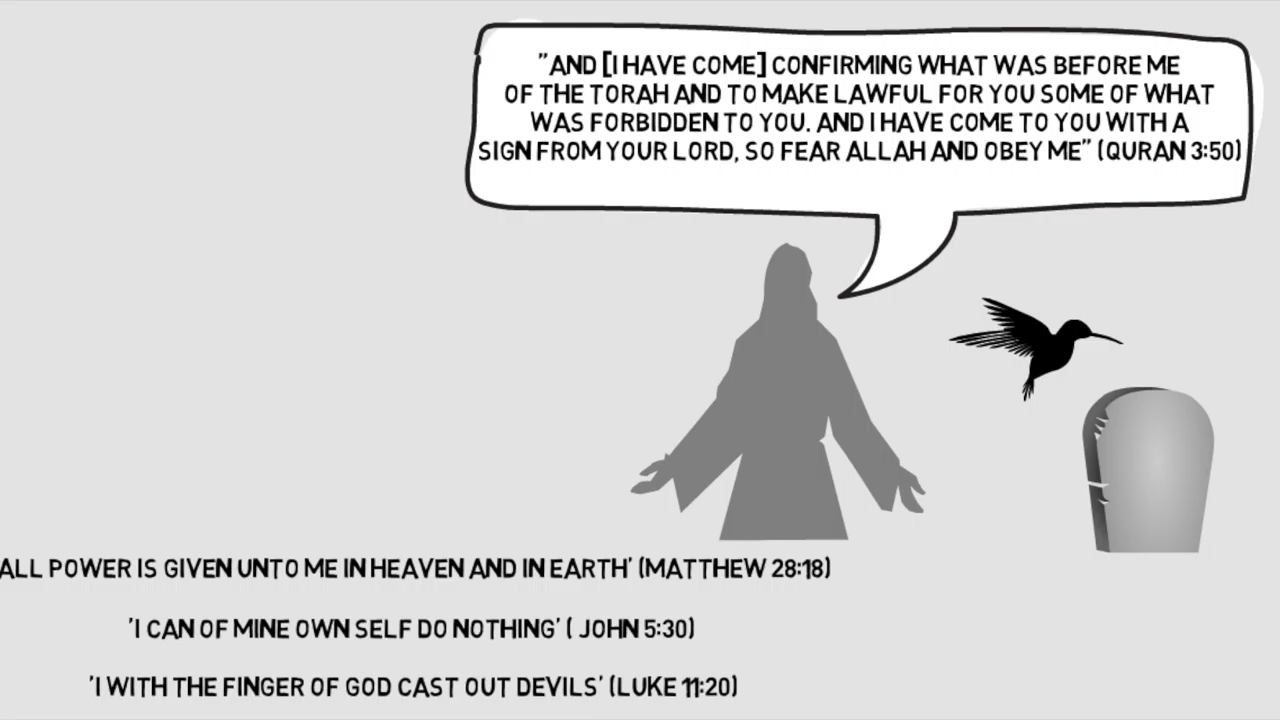 "AND [I HAVE COME] CONFIRMING WHAT WAS BEFORE ME
OF THE TORAH AND TO MAKE LAWFUL FOR YOU SOME OF WHAT
WAS FORBIDDEN TO YOU. AND I HAVE COME TO YOU WITH A
SIGN FROM YOUR LORD, SO FEAR ALLAH AND OBEY ME" (QURAN 3:50)
ALL POWER IS GIVEN UNTO ME IN HEAVEN AND IN EARTH' (MATTHEW 28:18)
'I CAN OF MINE OWN SELF DO NOTHING' ( JOHN 5:30)
'I WITH THE FINGER OF GOD CAST OUT DEVILS' (LUKE 11:20)